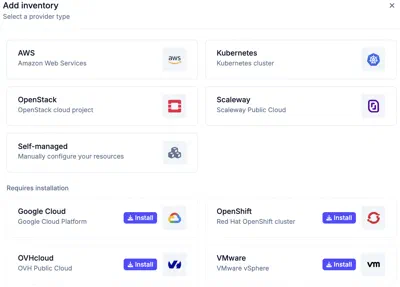 Add inventory
Select a provider type
AWS
Amazon Web Services
aws
Kubernetes
Kubernetes cluster
OpenStack
OpenStack cloud project
Scaleway
Scaleway Public Cloud
Self-managed
Manually configure your resources
Requires installation
Google Cloud
Google Cloud Platform
Install
OpenShift
Red Hat OpenShift cluster
Install
OVHcloud
OVH Public Cloud
Install
VMware
VMware vSphere
Install
vm